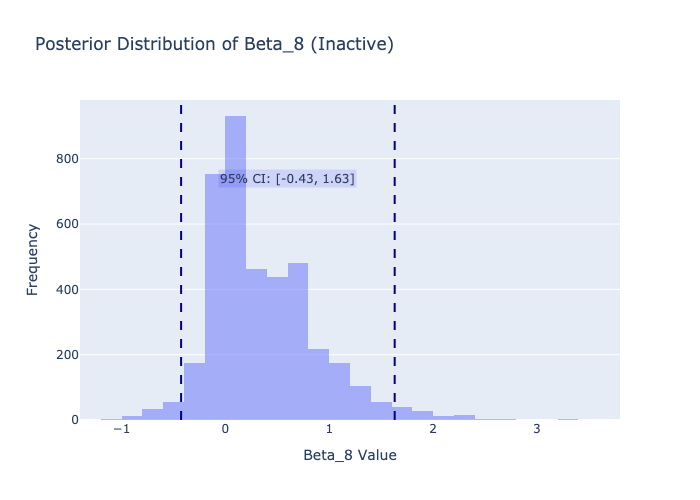 Posterior Distribution of Beta_8 (Inactive)
Frequency
800
600
400
200
0
95% CI: [-0.43, 1.63]
−1
0
1
2
3
Beta_8 Value